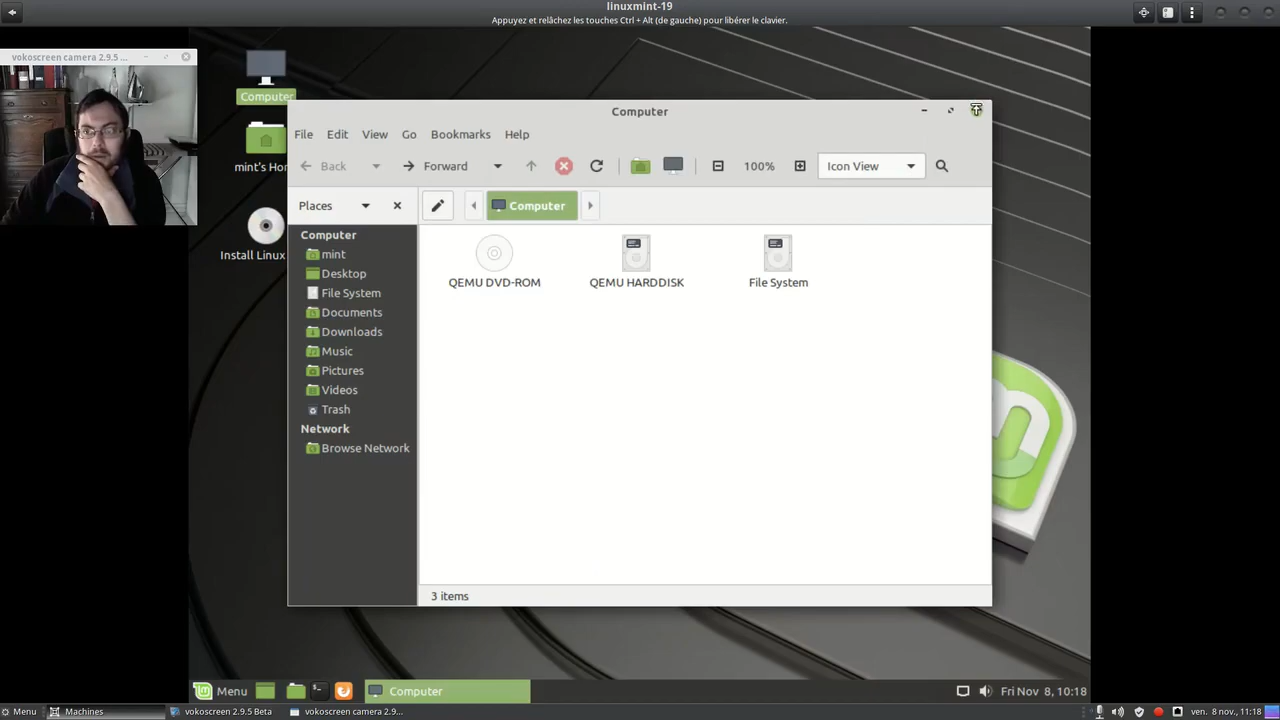 linuxmint-19
Appuyez et relâchez les touches Ctrl + Alt (de gauche) pour libérer le clavier.
vokoscreen camera 2.9.5 ...
Computer
mint's Hom
Install Linux
Computer
File Edit View Go Bookmarks Help
Back Forward 100% Icon View
Places Computer
Computer
mint
Desktop
File System
Documents
Downloads
Music
Pictures
Videos
Trash
Network
Browse Network
QEMU DVD-ROM QEMU HARDDISK File System
3 items
Menu Computer Fri Nov 8, 10:18
Menu Machines vokoscreen 2.9.5 Beta vokoscreen camera 2.9... ven. 8 nov., 11:18